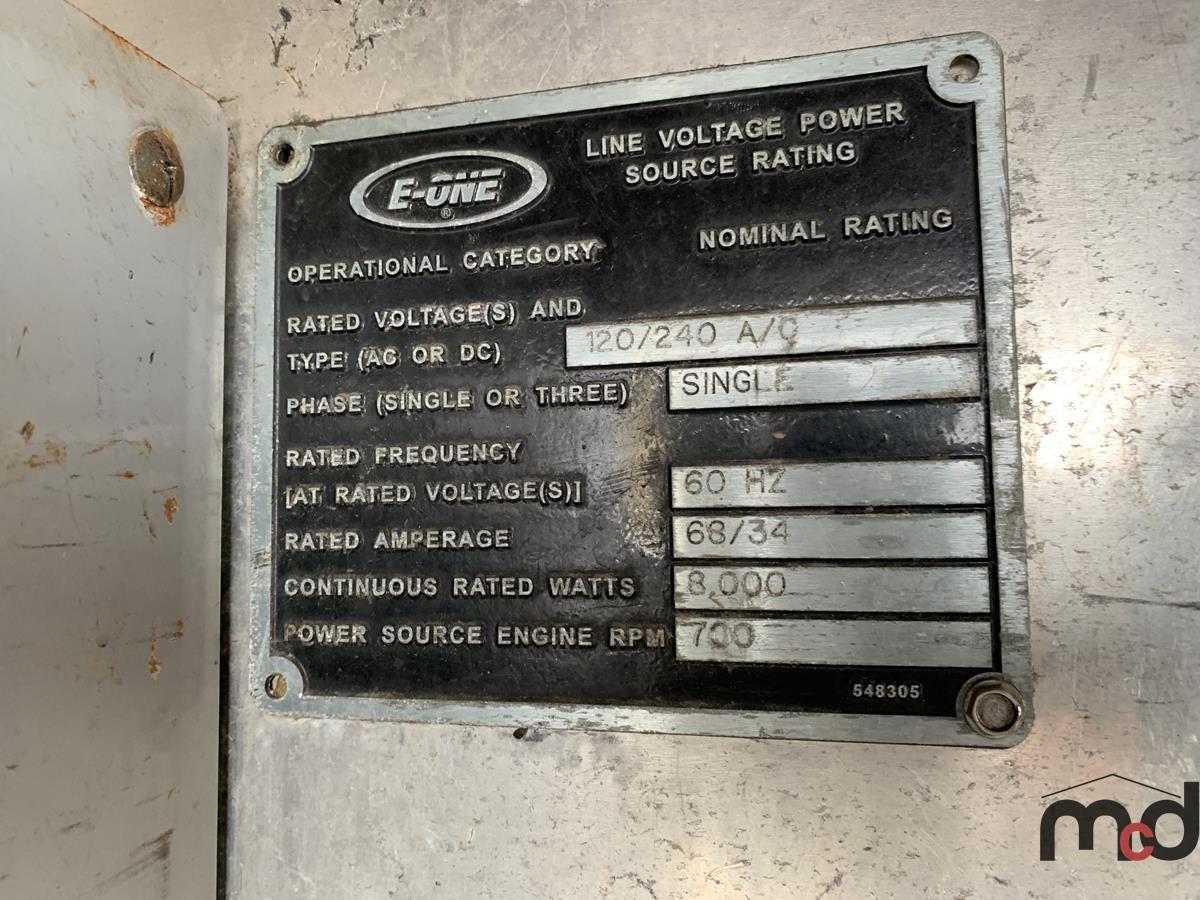 E-ONE
®
LINE VOLTAGE POWER
SOURCE RATING
OPERATIONAL CATEGORY NOMINAL RATING
RATED VOLTAGE(S) AND
TYPE (AC OR DC) 120/240 A/C
PHASE (SINGLE OR THREE) SINGLE
RATED FREQUENCY
[AT RATED VOLTAGE(S)] 60 HZ
RATED AMPERAGE 68/34
CONTINUOUS RATED WATTS 8,000
POWER SOURCE ENGINE RPM 700
548305
mcd